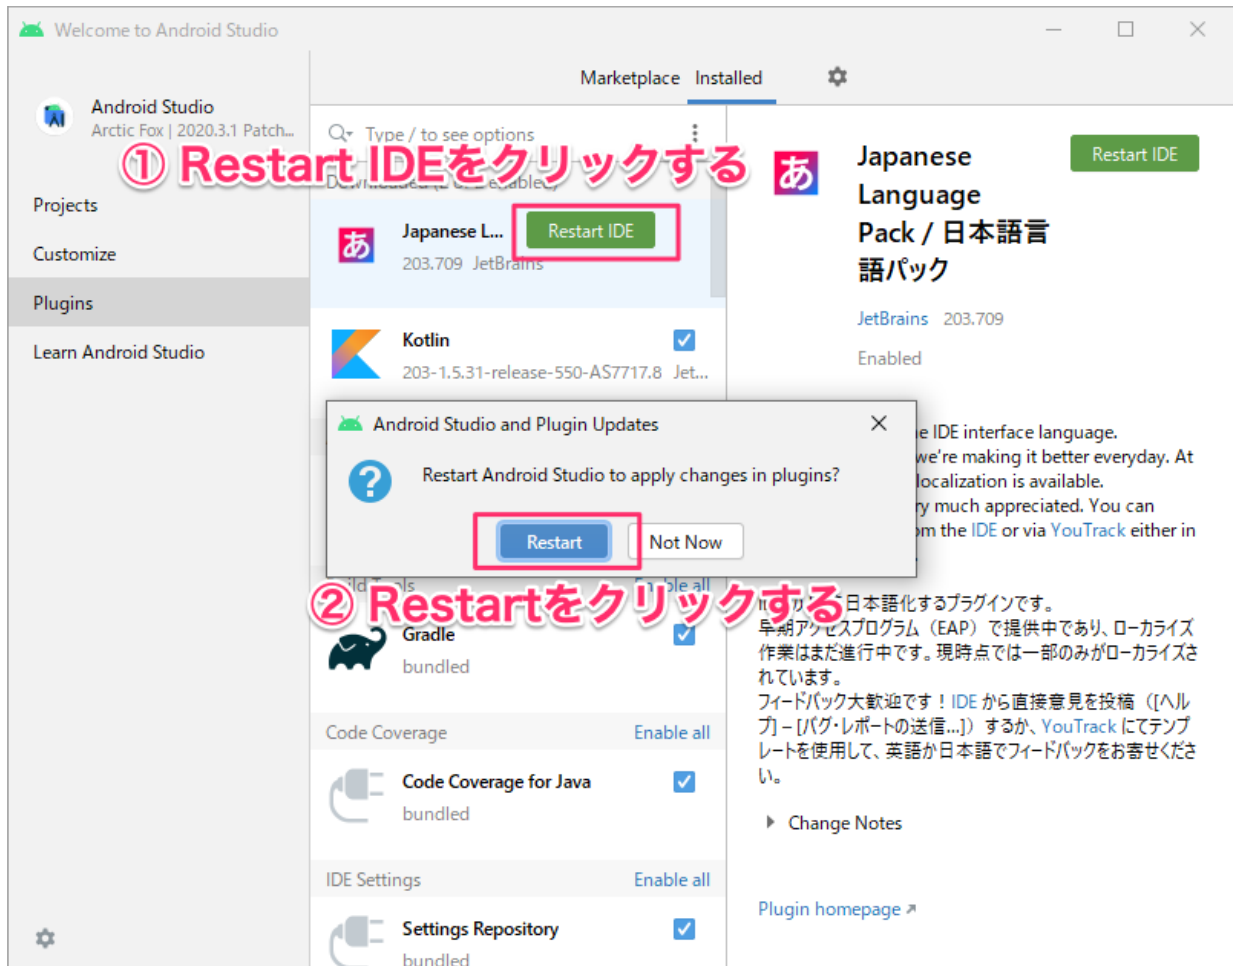 Welcome to Android Studio
Android Studio
Arctic Fox | 2020.3.1 Patch...
Projects
Customize
Plugins
Learn Android Studio
Marketplace Installed
Type / to see options
① Restart IDEをクリックする
Japanese L...
Restart IDE
203.709 JetBrains
Kotlin
203-1.5.31-release-550-AS7717.8 Jet...
Android Studio and Plugin Updates
Restart Android Studio to apply changes in plugins?
Restart
Not Now
② Restartをクリックする
Enable all
Gradle
bundled
Code Coverage
Enable all
Code Coverage for Java
bundled
IDE Settings
Enable all
Settings Repository
bundled
あ
Japanese
Language
Pack / 日本語言
語パック
Restart IDE
JetBrains 203.709
Enabled
IDE interface language.
we're making it better everyday. At
localization is available.
much appreciated. You can
the IDE or via YouTrack either in
日本語化するプラグインです。
早期アクセスプログラム（EAP）で提供中であり、ローカライズ
作業はまだ進行中です。現時点では一部のみがローカライズさ
れています。
フィードバック大歓迎です！IDE から直接意見を投稿（[ヘル
プ] – [バグ・レポートの送信...]）するか、YouTrack にてテンプ
レートを使用して、英語か日本語でフィードバックをお寄せくださ
い。
Change Notes
Plugin homepage